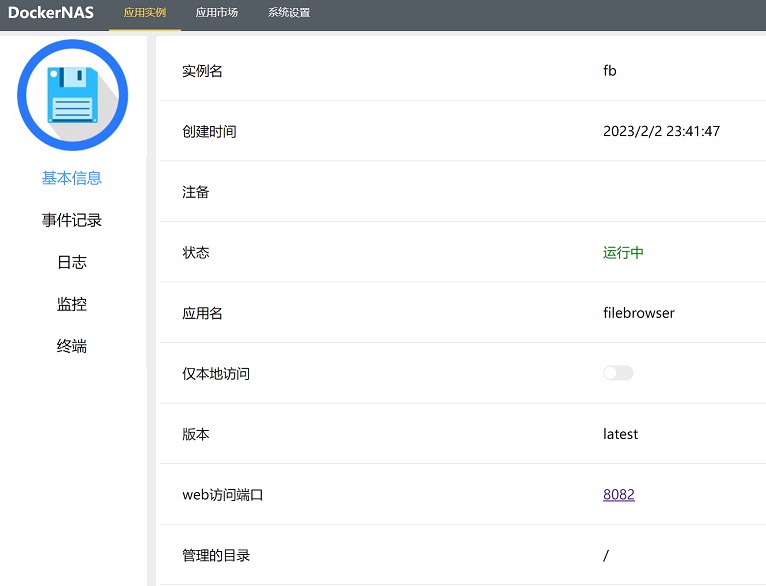 DockerNAS 应用实例 应用市场 系统设置
基本信息
事件记录
日志
监控
终端
实例名 fb
创建时间 2023/2/2 23:41:47
注备
状态 运行中
应用名 filebrowser
仅本地访问
版本 latest
web访问端口 8082
管理的目录 /